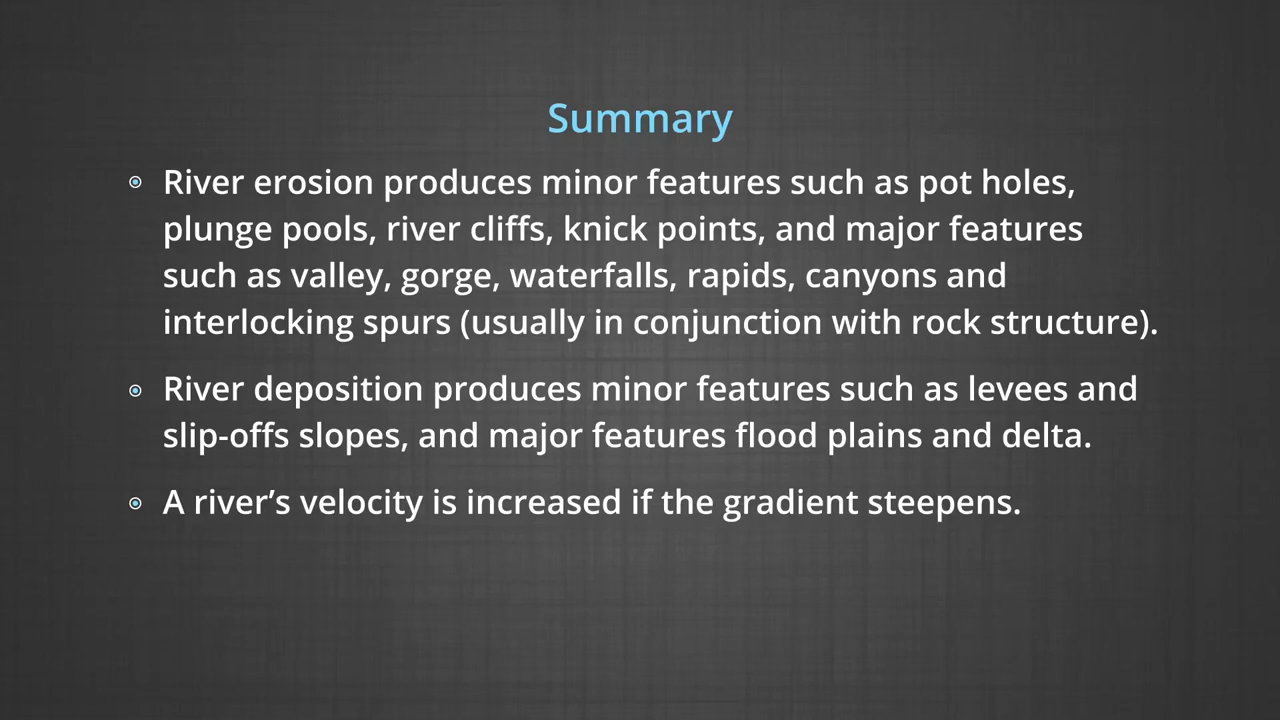 Summary
River erosion produces minor features such as pot holes,
plunge pools, river cliffs, knick points, and major features
such as valley, gorge, waterfalls, rapids, canyons and
interlocking spurs (usually in conjunction with rock structure).
River deposition produces minor features such as levees and
slip-offs slopes, and major features flood plains and delta.
A river’s velocity is increased if the gradient steepens.